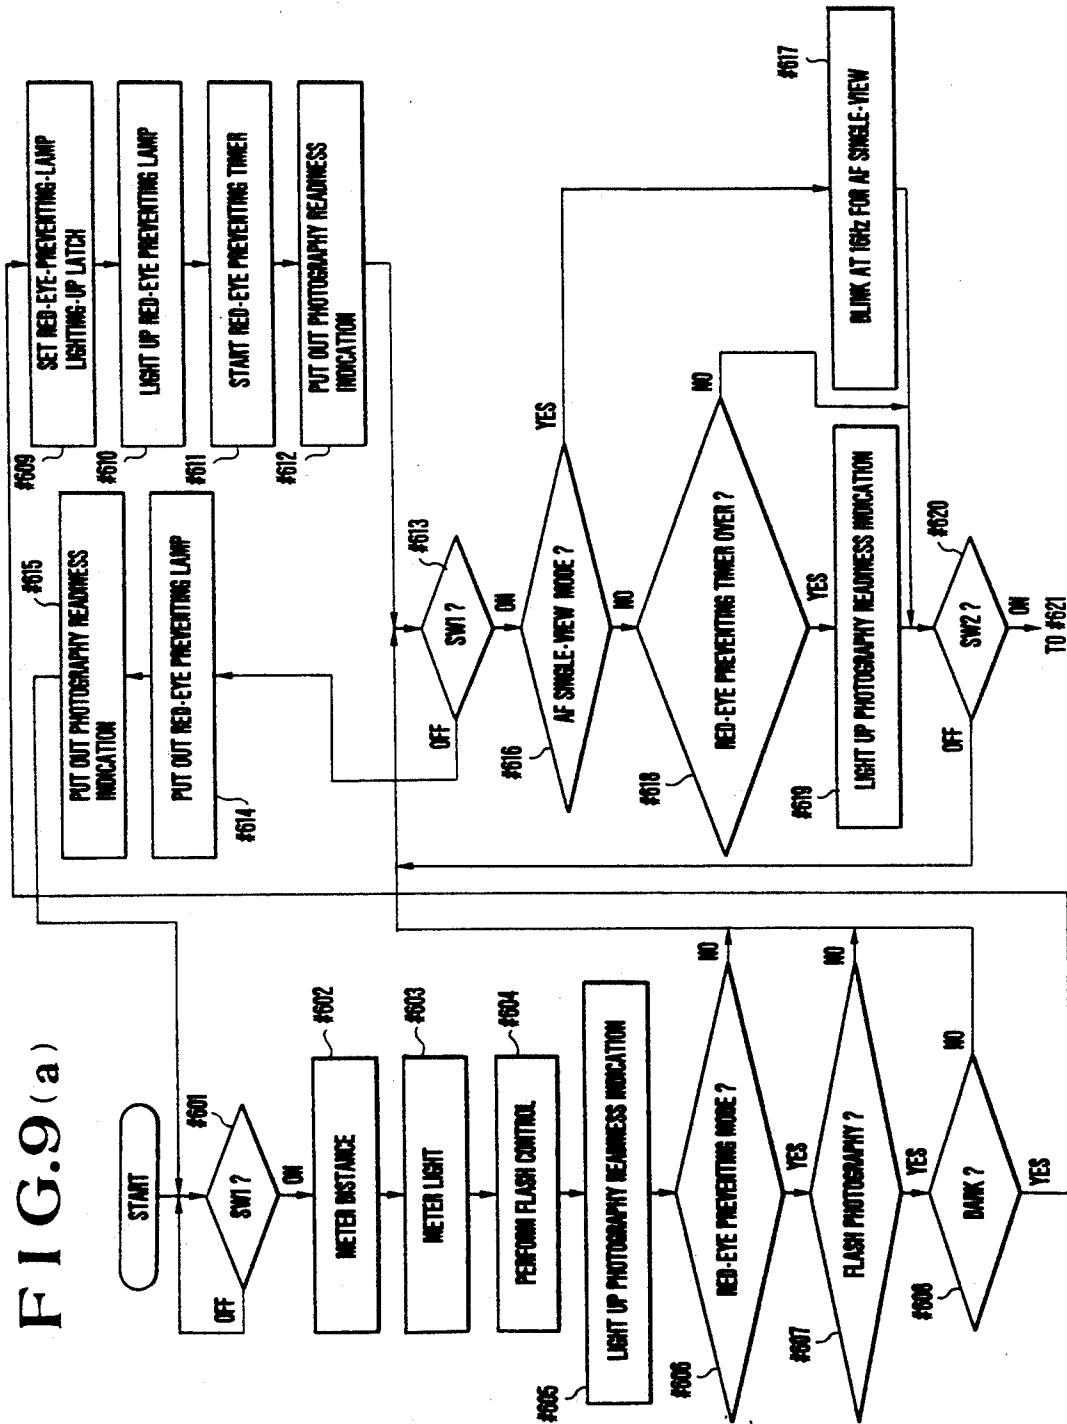 FIG.9(a)
START
#601
SW1 ?
OFF
ON
#602
METER DISTANCE
#603
METER LIGHT
#604
PERFORM FLASH CONTROL
#605
LIGHT UP PHOTOGRAPHY READINESS INDICATION
#606
RED-EYE PREVENTING MODE ?
NO
YES
#607
FLASH PHOTOGRAPHY ?
NO
YES
#608
DARK ?
NO
YES
#609
SET RED-EYE-PREVENTING-LAMP
LIGHTING-UP LATCH
#610
LIGHT UP RED-EYE PREVENTING LAMP
#611
START RED-EYE PREVENTING TIMER
#612
PUT OUT PHOTOGRAPHY READINESS
INDICATION
#613
SW1 ?
OFF
ON
#614
PUT OUT RED-EYE PREVENTING LAMP
#615
PUT OUT PHOTOGRAPHY READINESS
INDICATION
#616
AF SINGLE-VIEW MODE ?
YES
NO
#617
BLINK AT 16Hz FOR AF SINGLE-VIEW
#618
RED-EYE PREVENTING TIMER OVER ?
NO
YES
#619
LIGHT UP PHOTOGRAPHY READINESS INDICATION
#620
SW2 ?
OFF
ON
TO #621